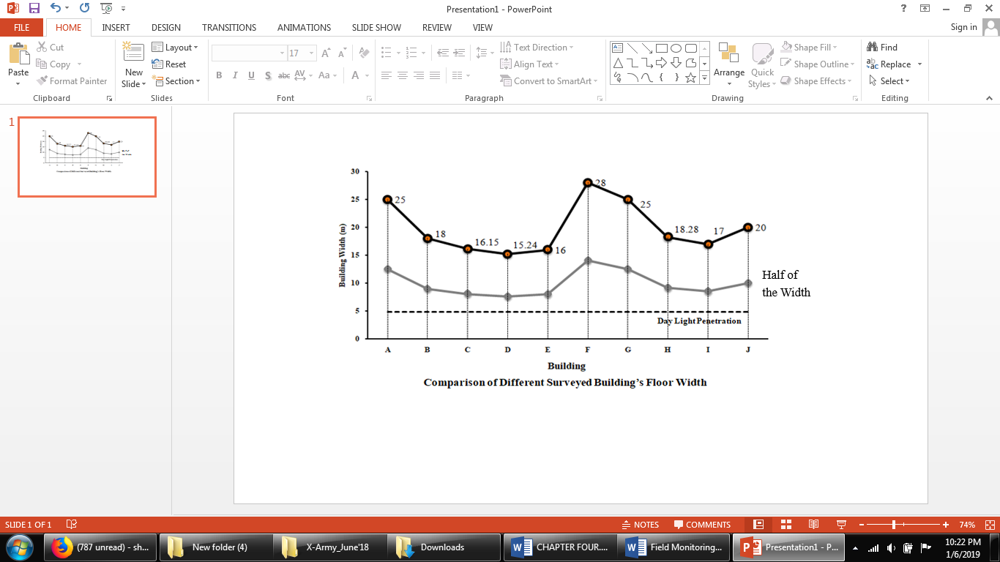 Presentation1 - PowerPoint
?
FILE HOME INSERT DESIGN TRANSITIONS ANIMATIONS SLIDE SHOW REVIEW VIEW Sign in
Paste
Cut
Copy
Format Painter
Clipboard
New
Slide
Layout
Reset
Section
Slides
17
B I U S abc AV Aa A
Font
Text Direction
Align Text
Convert to SmartArt
Paragraph
Arrange
Quick
Styles
Shape Fill
Shape Outline
Shape Effects
Drawing
Find
Replace
Select
Editing
1
30
25
20
15
10
5
0
Building Width (m)
25
18
16.15
15.24
16
28
25
18.28
17
20
Half of
the Width
Day Light Penetration
A B C D E F G H I J
Building
Comparison of Different Surveyed Building’s Floor Width
SLIDE 1 OF 1 NOTES COMMENTS 74%
(787 unread) - sh...
New folder (4)
X-Army_June'18
Downloads
CHAPTER FOUR....
Field Monitoring...
Presentation1 - P...
10:22 PM
1/6/2019